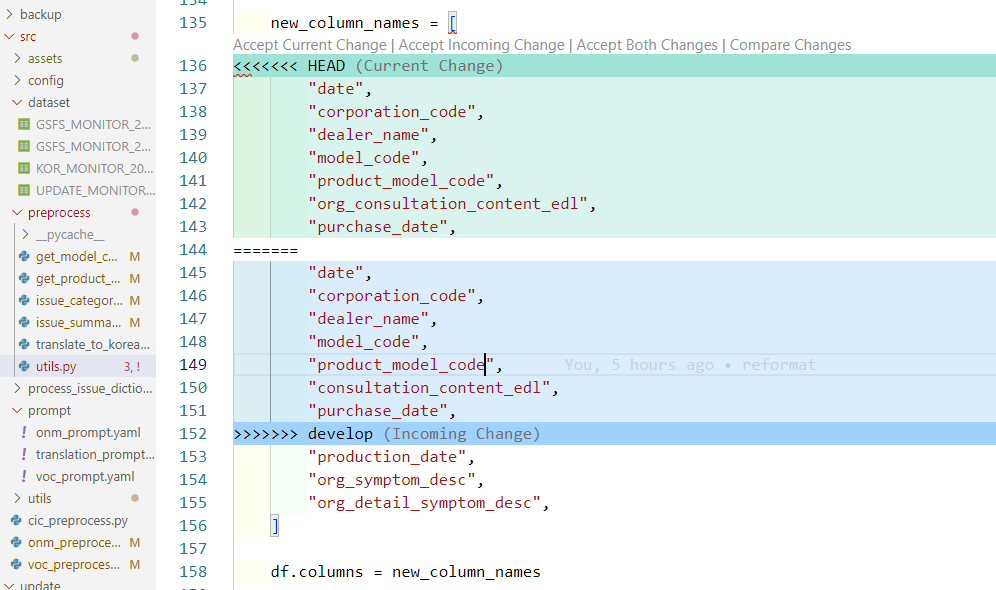 backup
src
assets
config
dataset
GSFS_MONITOR_2...
GSFS_MONITOR_2...
KOR_MONITOR_20...
UPDATE_MONITOR...
preprocess
__pycache__
get_model_c... M
get_product_... M
issue_categor... M
issue_summa... M
translate_to_korea...
utils.py 3, !
process_issue_dictio...
prompt
! onm_prompt.yaml
! translation_prompt...
! voc_prompt.yaml
utils
cic_preprocess.py
onm_preproce... M
voc_preproces... M
update
134
135 new_column_names = [
Accept Current Change | Accept Incoming Change | Accept Both Changes | Compare Changes
136 <<<<<<< HEAD (Current Change)
137 "date",
138 "corporation_code",
139 "dealer_name",
140 "model_code",
141 "product_model_code",
142 "org_consultation_content_edl",
143 "purchase_date",
144 =======
145 "date",
146 "corporation_code",
147 "dealer_name",
148 "model_code",
149 "product_model_code", You, 5 hours ago • reformat
150 "consultation_content_edl",
151 "purchase_date",
152 >>>>>>> develop (Incoming Change)
153 "production_date",
154 "org_symptom_desc",
155 "org_detail_symptom_desc",
156 ]
157
158 df.columns = new_column_names